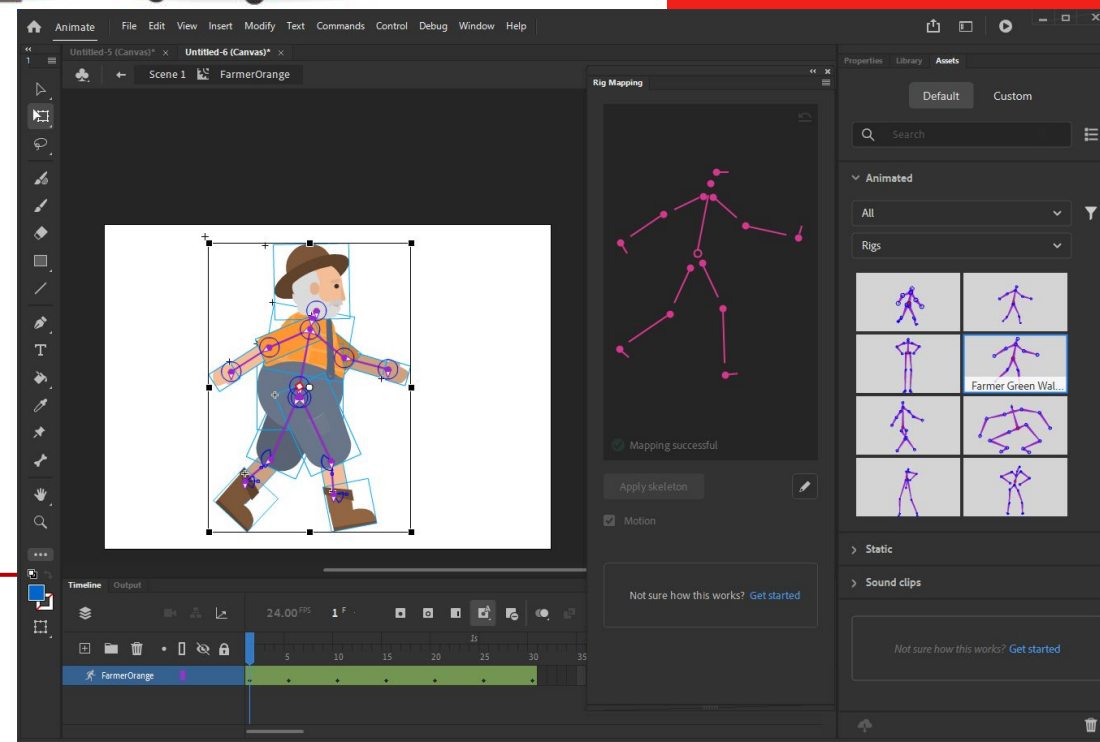 Animate File Edit View Insert Modify Text Commands Control Debug Window Help
Untitled-5 (Canvas)* × Untitled-6 (Canvas)* ×
1
Scene 1 FarmerOrange
Rig Mapping
Mapping successful
Apply skeleton
Motion
Not sure how this works? Get started
Properties Library Assets
Default Custom
Search
Animated
All
Rigs
Farmer Green Wal...
Static
Sound clips
Not sure how this works? Get started
Timeline Output
24.00 FPS 1 F
1s
5 10 15 20 25 30 35
FarmerOrange